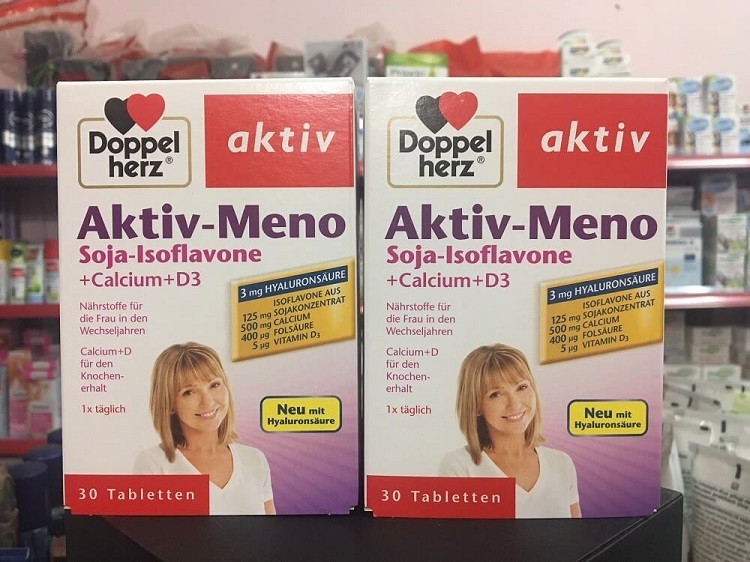 Doppel
herz®
aktiv
Aktiv-Meno
Soja-Isoflavone
+Calcium+D3
3 mg HYALURONSÄURE
ISOFLAVONE AUS
125 mg SOJAKONZENTRAT
500 mg CALCIUM
400 µg FOLSÄURE
5 µg VITAMIN D3
Nährstoffe für
die Frau in den
Wechseljahren
Calcium+D
für den
Knochen-
erhalt
1x täglich
Neu mit
Hyaluronsäure
30 Tabletten
Doppel
herz®
aktiv
Aktiv-Meno
Soja-Isoflavone
+Calcium+D3
3 mg HYALURONSÄURE
ISOFLAVONE AUS
125 mg SOJAKONZENTRAT
500 mg CALCIUM
400 µg FOLSÄURE
5 µg VITAMIN D3
Nährstoffe für
die Frau in den
Wechseljahren
Calcium+D
für den
Knochen-
erhalt
1x täglich
Neu mit
Hyaluronsäure
30 Tabletten